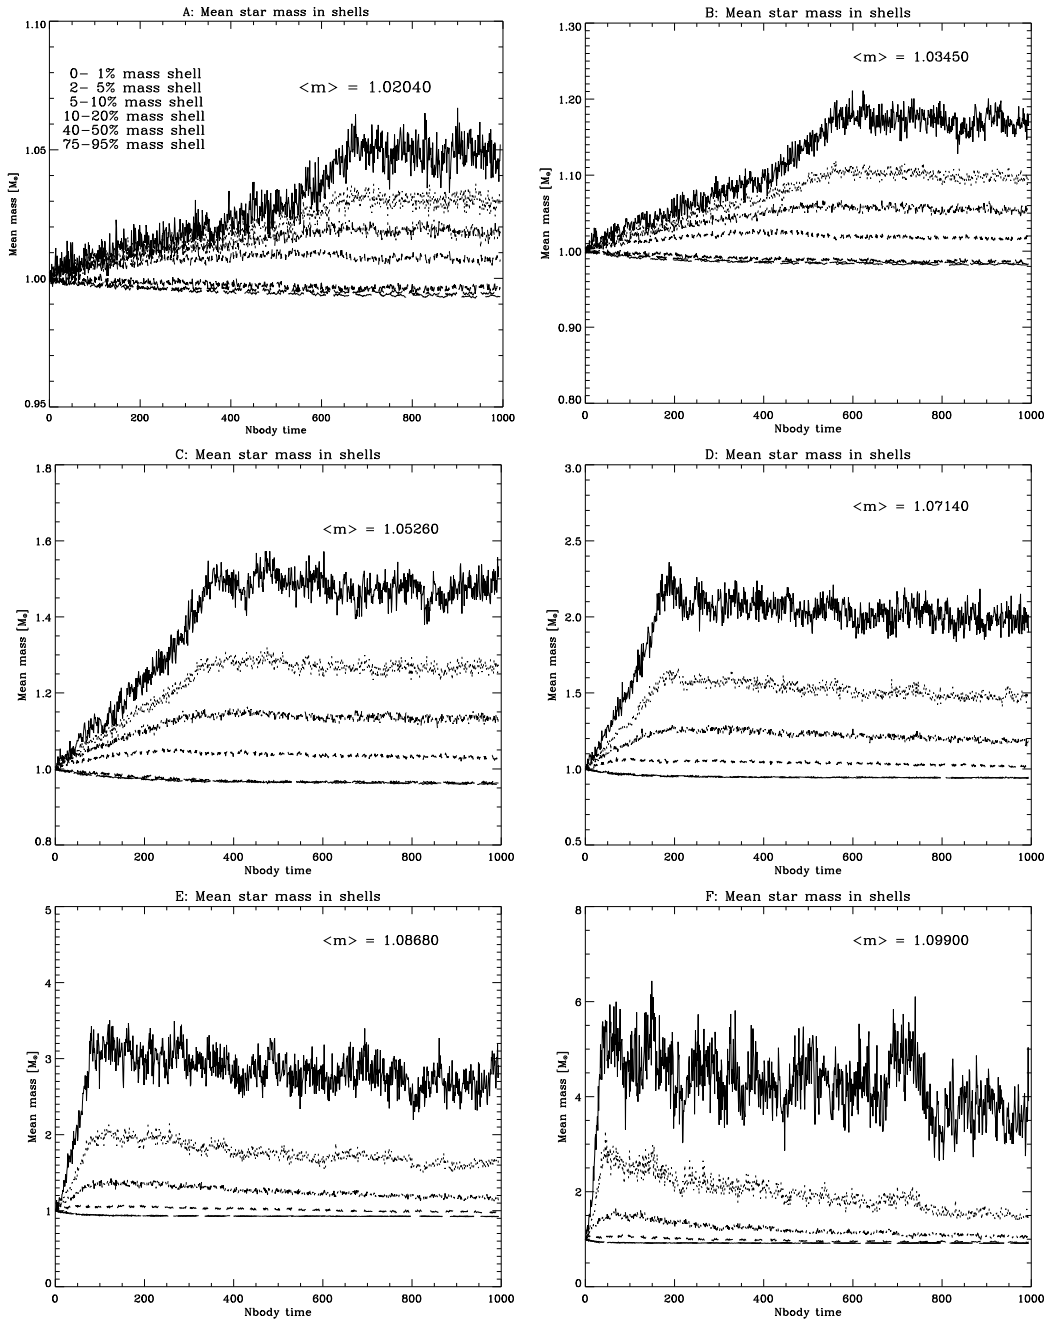 A: Mean star mass in shells
1.10
1.05
1.00
0.95
Mean mass [M⊙]
0- 1% mass shell
2- 5% mass shell
5-10% mass shell
10-20% mass shell
40-50% mass shell
75-95% mass shell
<m> = 1.02040
0 200 400 600 800 1000
Nbody time
B: Mean star mass in shells
1.30
1.20
1.10
1.00
0.90
0.80
Mean mass [M⊙]
<m> = 1.03450
0 200 400 600 800 1000
Nbody time
C: Mean star mass in shells
1.8
1.6
1.4
1.2
1.0
0.8
Mean mass [M⊙]
<m> = 1.05260
0 200 400 600 800 1000
Nbody time
D: Mean star mass in shells
3.0
2.5
2.0
1.5
1.0
0.5
Mean mass [M⊙]
<m> = 1.07140
0 200 400 600 800 1000
Nbody time
E: Mean star mass in shells
5
4
3
2
1
0
Mean mass [M⊙]
<m> = 1.08680
0 200 400 600 800 1000
Nbody time
F: Mean star mass in shells
8
6
4
2
0
Mean mass [M⊙]
<m> = 1.09900
0 200 400 600 800 1000
Nbody time